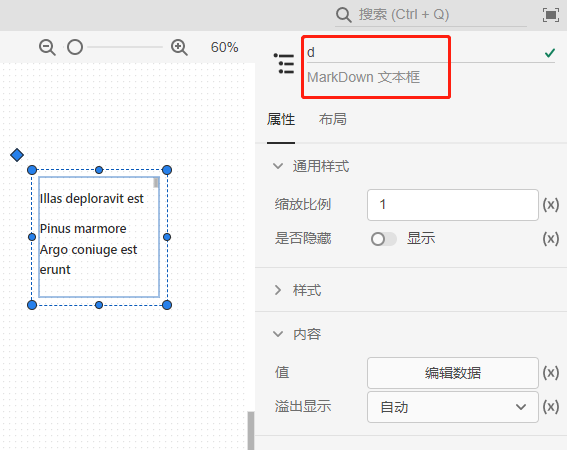 搜索 (Ctrl + Q)
60%
d
MarkDown 文本框
属性 布局
Illas deploravit est
Pinus marmore
Argo coniuge est
erunt
通用样式
缩放比例 1 (x)
是否隐藏 显示 (x)
样式
内容
值 编辑数据 (x)
溢出显示 自动 (x)